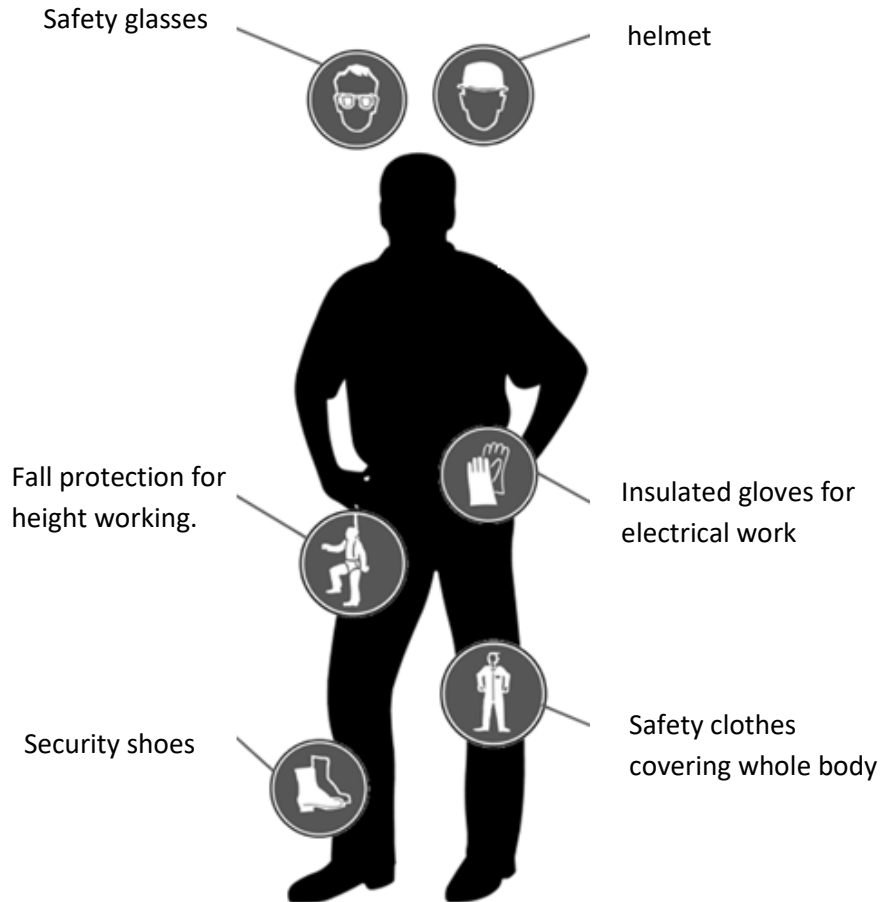 Safety glasses
helmet
Fall protection for
height working.
Insulated gloves for
electrical work
Security shoes
Safety clothes
covering whole body